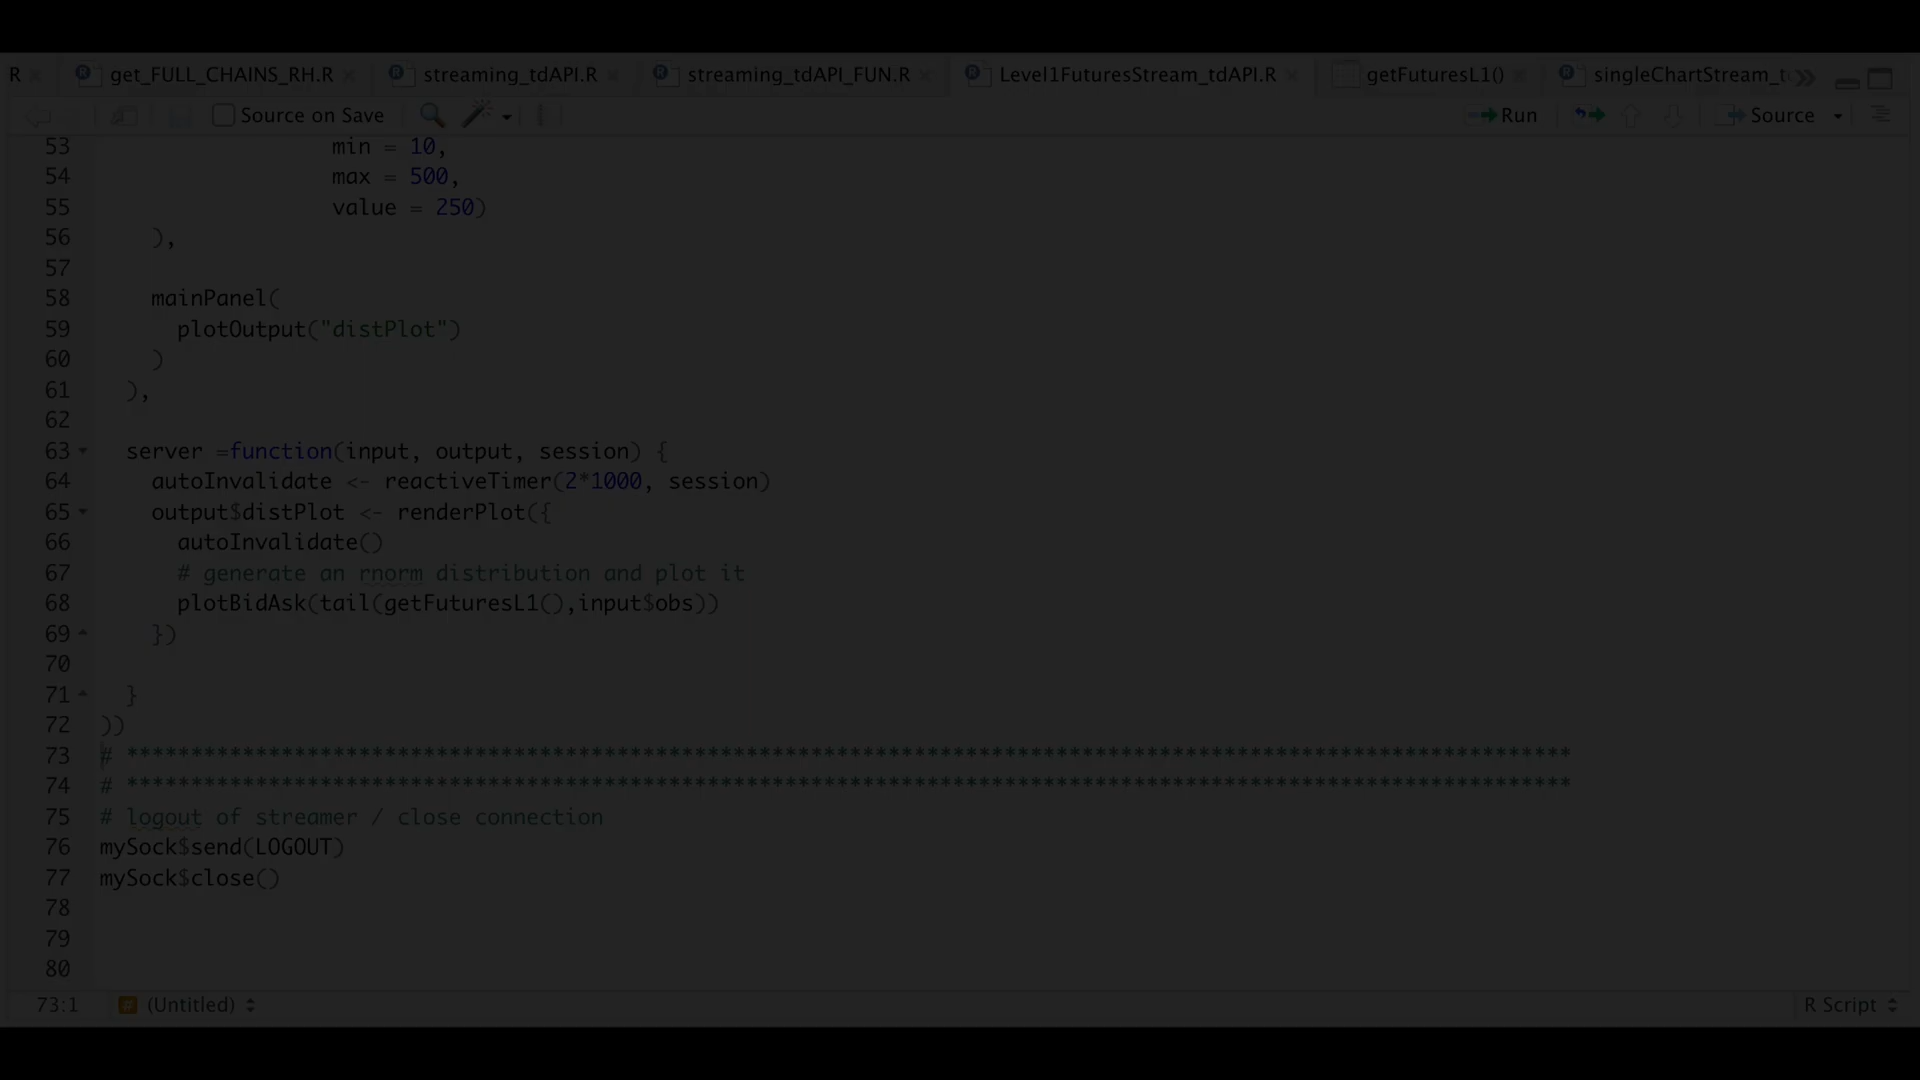 R get_FULL_CHAINS_RH.R streaming_tdAPI.R streaming_tdAPI_FUN.R Level1FuturesStream_tdAPI.R getFuturesL1() singleChartStream_t
Source on Save Run Source
53 min = 10,
54 max = 500,
55 value = 250)
56 ),
57
58 mainPanel(
59 plotOutput("distPlot")
60 )
61 ),
62
63 server =function(input, output, session) {
64 autoInvalidate <- reactiveTimer(2*1000, session)
65 output$distPlot <- renderPlot({
66 autoInvalidate()
67 # generate an rnorm distribution and plot it
68 plotBidAsk(tail(getFuturesL1(),input$obs))
69 })
70
71 }
72 ))
73 # ****************************************************************************************************************
74 # ****************************************************************************************************************
75 # logout of streamer / close connection
76 mySock$send(LOGOUT)
77 mySock$close()
78
79
80
73:1 # (Untitled) R Script